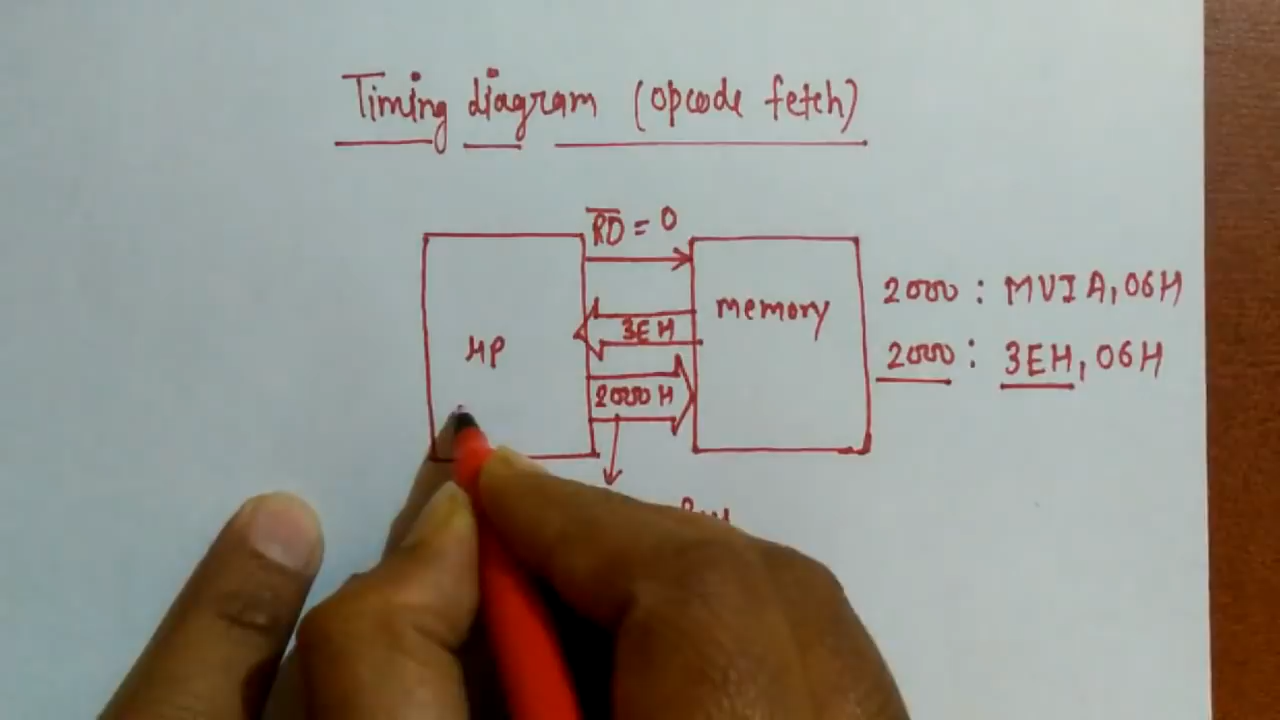 Timing diagram (opcode fetch)
RD = 0
memory
2000 : MVI A, 06H
3EH
μP
2000 : 3EH, 06H
2000 H